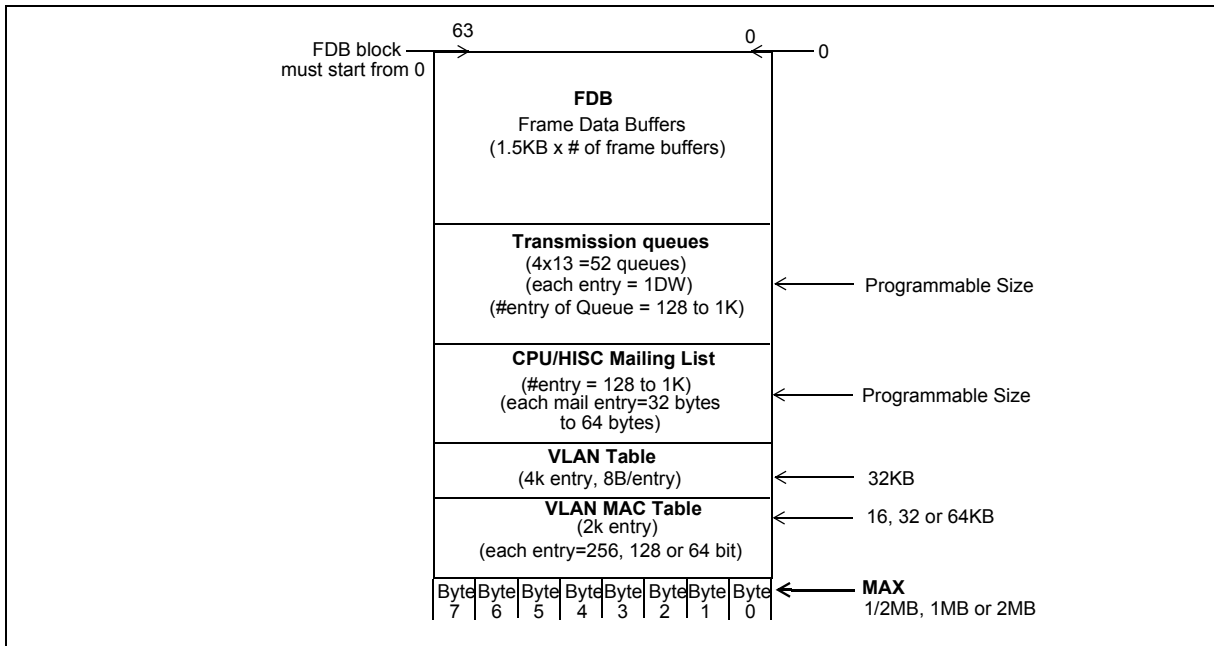 63
0
FDB block
must start from 0
0
FDB
Frame Data Buffers
(1.5KB x # of frame buffers)
Transmission queues
(4x13 =52 queues)
(each entry = 1DW)
(#entry of Queue = 128 to 1K)
Programmable Size
CPU/HISC Mailing List
(#entry = 128 to 1K)
(each mail entry=32 bytes
to 64 bytes)
Programmable Size
VLAN Table
(4k entry, 8B/entry)
32KB
VLAN MAC Table
(2k entry)
(each entry=256, 128 or 64 bit)
16, 32 or 64KB
Byte Byte Byte Byte Byte Byte Byte Byte
7 6 5 4 3 2 1 0
MAX
1/2MB, 1MB or 2MB